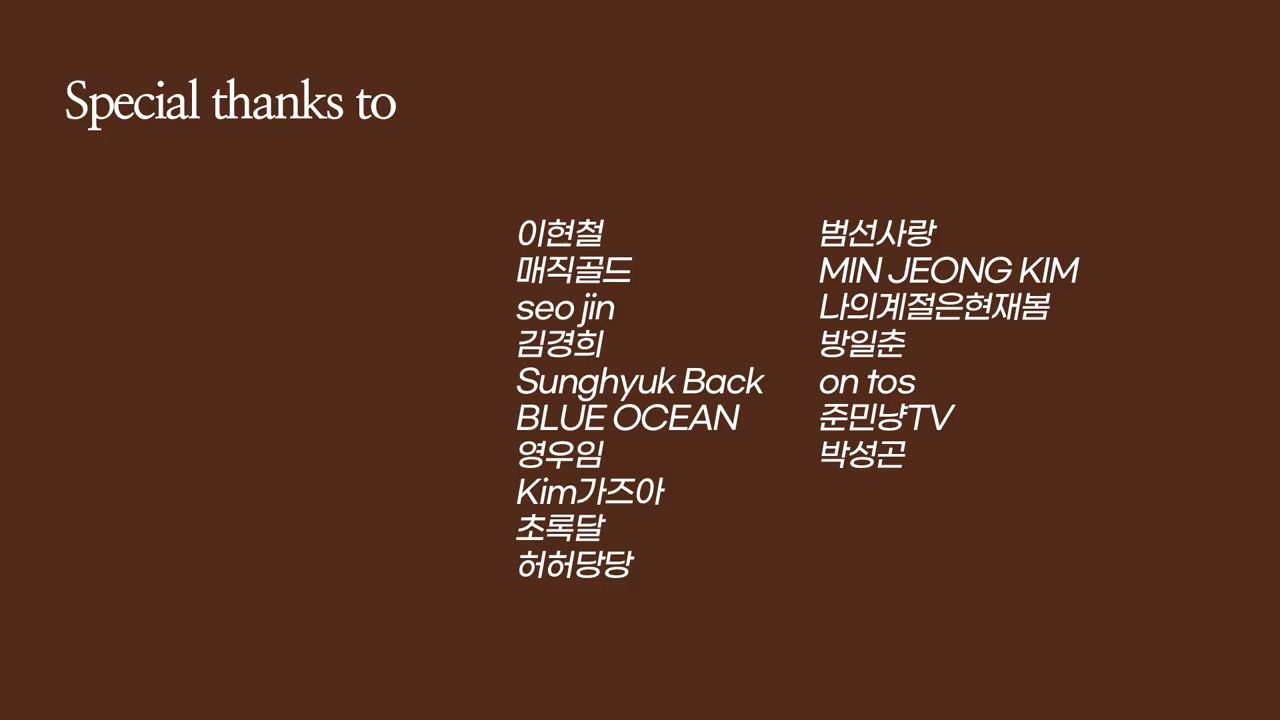 Special thanks to
이현철
매직골드
seo jin
김경희
Sunghyuk Back
BLUE OCEAN
영우임
Kim가즈아
초록달
허허당당
범선사랑
MIN JEONG KIM
나의계절은현재봄
방일춘
on tos
준민냥TV
박성곤